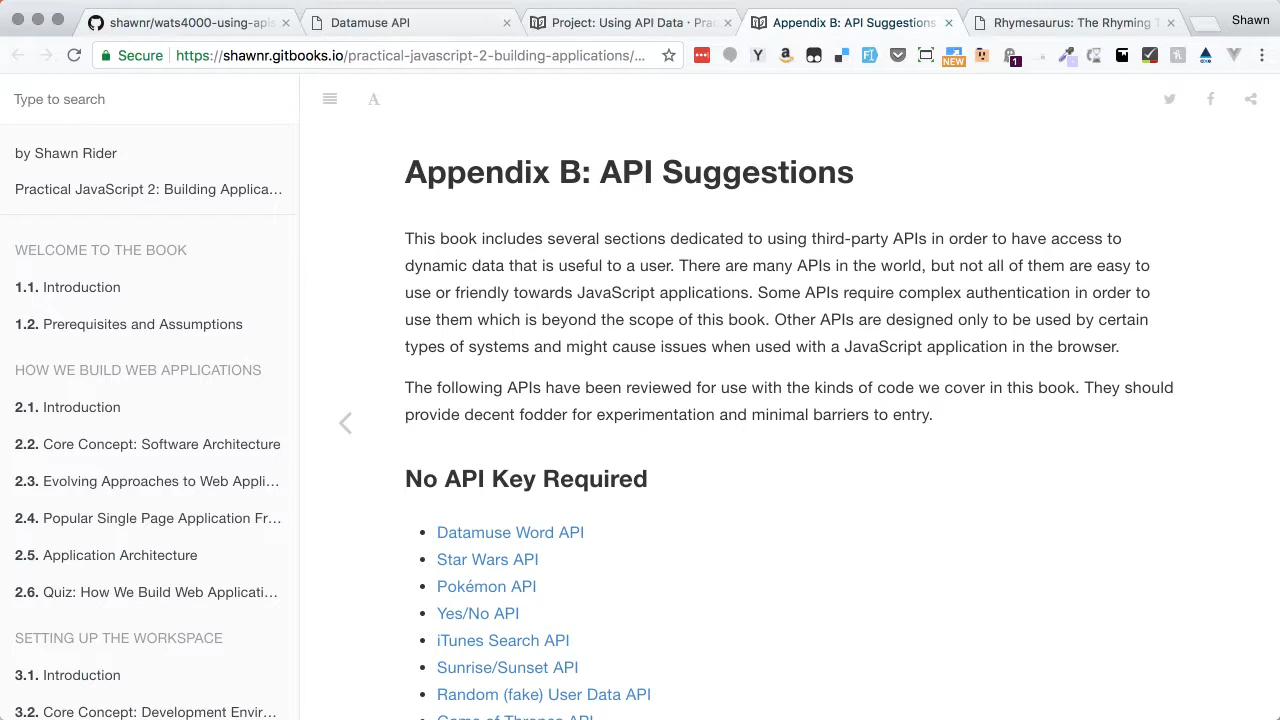 shawnr/wats4000-using-apis
Datamuse API
Project: Using API Data · Prac
Appendix B: API Suggestions
Rhymesaurus: The Rhyming T
Shawn
Secure
https://shawnr.gitbooks.io/practical-javascript-2-building-applications/...
NEW
1
Type to search
by Shawn Rider
Practical JavaScript 2: Building Applica...
WELCOME TO THE BOOK
1.1. Introduction
1.2. Prerequisites and Assumptions
HOW WE BUILD WEB APPLICATIONS
2.1. Introduction
2.2. Core Concept: Software Architecture
2.3. Evolving Approaches to Web Appli...
2.4. Popular Single Page Application Fr...
2.5. Application Architecture
2.6. Quiz: How We Build Web Applicati...
SETTING UP THE WORKSPACE
3.1. Introduction
3.2. Core Concept: Development Envir...
A
Appendix B: API Suggestions
This book includes several sections dedicated to using third-party APIs in order to have access to
dynamic data that is useful to a user. There are many APIs in the world, but not all of them are easy to
use or friendly towards JavaScript applications. Some APIs require complex authentication in order to
use them which is beyond the scope of this book. Other APIs are designed only to be used by certain
types of systems and might cause issues when used with a JavaScript application in the browser.
The following APIs have been reviewed for use with the kinds of code we cover in this book. They should
provide decent fodder for experimentation and minimal barriers to entry.
No API Key Required
• Datamuse Word API
• Star Wars API
• Pokémon API
• Yes/No API
• iTunes Search API
• Sunrise/Sunset API
• Random (fake) User Data API
• Game of Thrones API